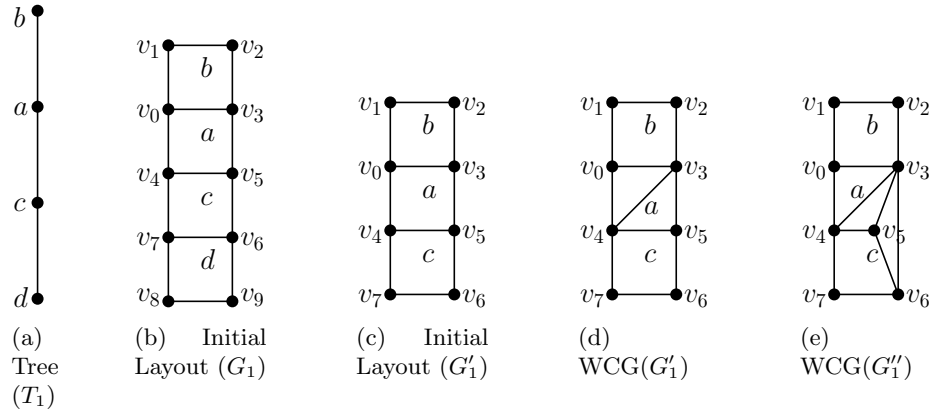 b
a
c
d
v1 v2
b
v0 v3
a
v4 v5
c
v7 v6
d
v8 v9
v1 v2
b
v0 v3
a
v4 v5
c
v7 v6
v1 v2
b
v0 v3
a
v4 v5
c
v7 v6
v1 v2
b
v0 v3
a
v4 v5
c
v7 v6
(a)
Tree
(T1)
(b) Initial
Layout (G1)
(c) Initial
Layout (G′1)
(d)
WCG(G′1)
(e)
WCG(G′′1)